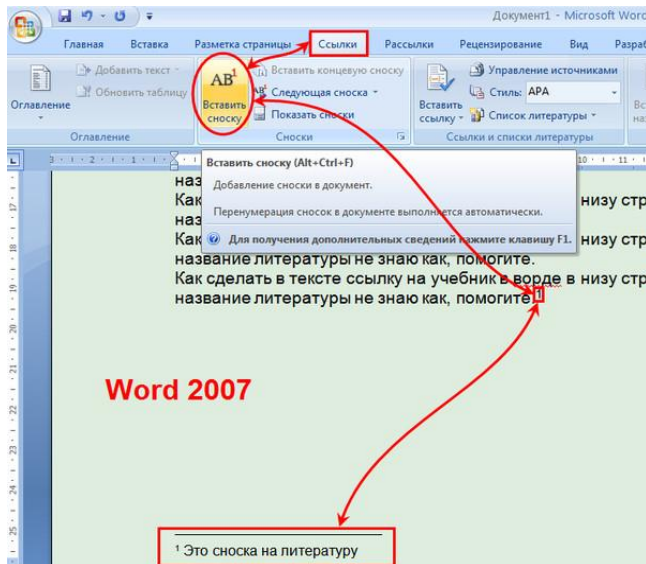 Документ1 - Microsoft Word
Главная Вставка Разметка страницы Ссылки Рассылки Рецензирование Вид Разраб
Оглавление
Добавить текст
Обновить таблицу
Оглавление
AB¹
Вставить сноску
Вставить концевую сноску
Следующая сноска
Показать сноски
Сноски
Вставить ссылку
Управление источниками
Стиль: APA
Список литературы
Ссылки и списки литературы
Вставить сноску (Alt+Ctrl+F)
Добавление сноски в документ.
Перенумерация сносок в документе выполняется автоматически.
Для получения дополнительных сведений нажмите клавишу F1.
наз
Как низу стр
наз
Как низу стр
название литературы не знаю как, помогите.
Как сделать в тексте ссылку на учебник в ворде в низу стр
название литературы не знаю как, помогите.¹
Word 2007
¹ Это сноска на литературу